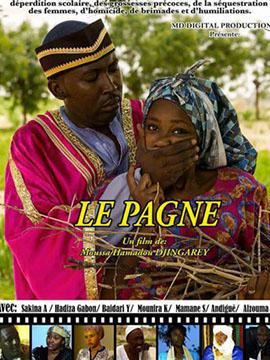 déperdition scolaire, des grossesses précoces, de la séquestration
des femmes, d'homicide, de brimades et d'humiliations.
MD DIGITAL PRODUCTION
Présente:
LE PAGNE
Un film de:
Moussa Hamadou DJINGAREY
avec: Sakina A/ Hadiza Gabon/ Baidari Y/ Mounira K/ Mamane S/ Andigué/ Alzouma